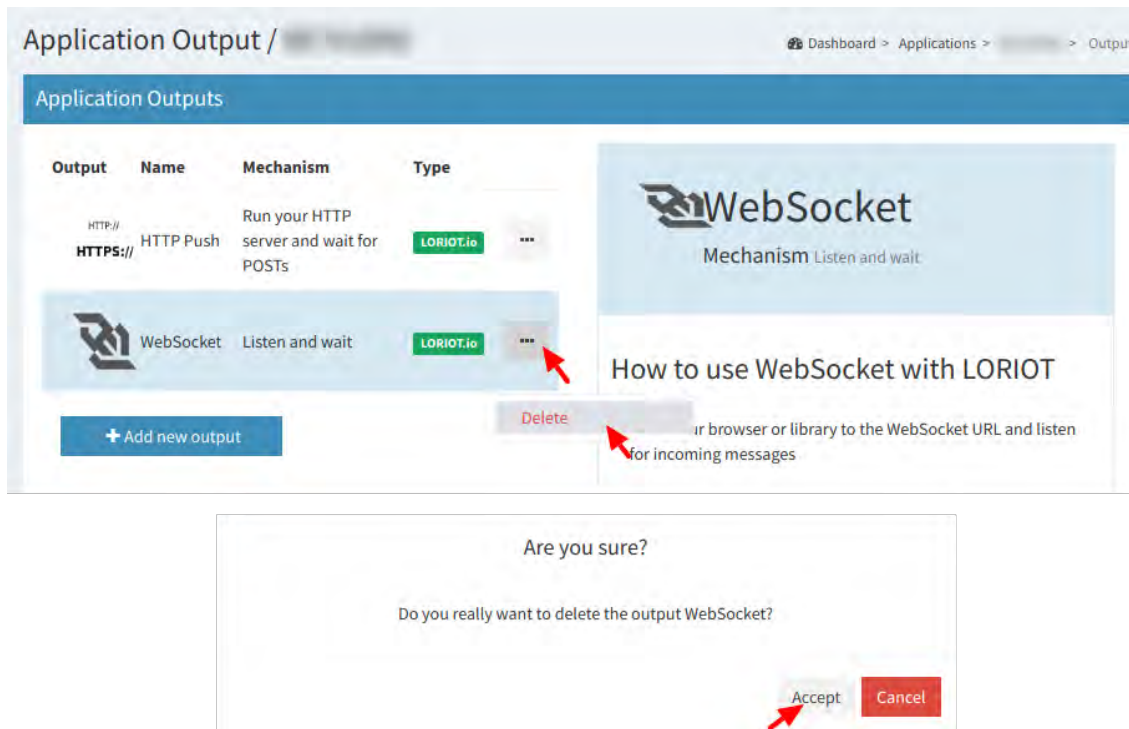 Application Output /
Dashboard > Applications > > Outpu
Application Outputs
Output Name Mechanism Type
HTTP://
HTTPS://
HTTP Push
Run your HTTP
server and wait for
POSTs
LORIOT.io
WebSocket
Listen and wait
LORIOT.io
Delete
+ Add new output
WebSocket
Mechanism Listen and wait
How to use WebSocket with LORIOT
ur browser or library to the WebSocket URL and listen
for incoming messages
Are you sure?
Do you really want to delete the output WebSocket?
Accept
Cancel